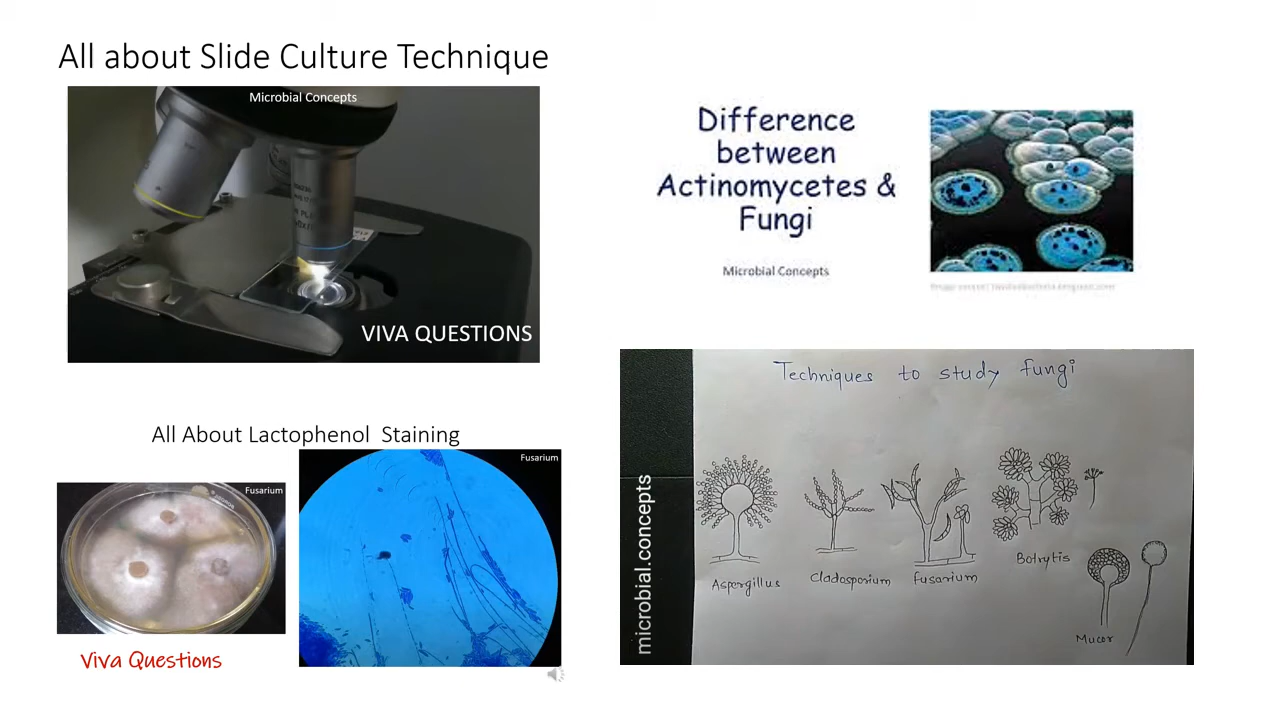 All about Slide Culture Technique
Microbial Concepts
VIVA QUESTIONS
Difference
between
Actinomycetes &
Fungi
Microbial Concepts
All About Lactophenol Staining
Fusarium
Fusarium
Viva Questions
Techniques to study fungi
microbial.concepts
Aspergillus
Cladosporium
Fusarium
Botrytis
Mucor